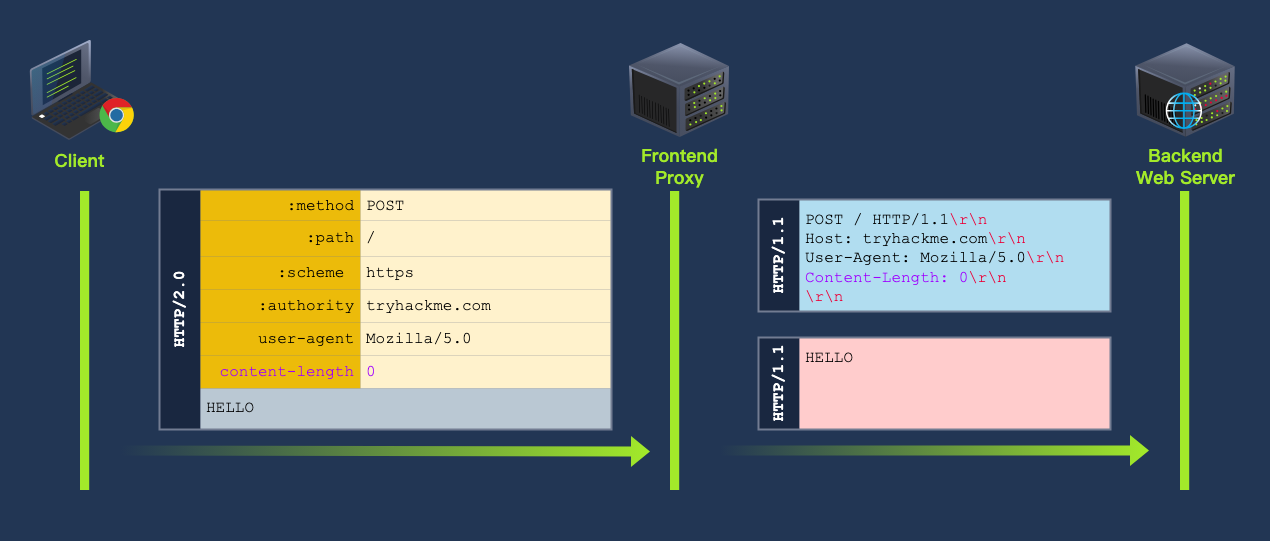 Client
Frontend
Proxy
Backend
Web Server
HTTP/2.0
:method POST
:path /
:scheme https
:authority tryhackme.com
user-agent Mozilla/5.0
content-length 0
HELLO
HTTP/1.1
POST / HTTP/1.1\r\n
Host: tryhackme.com\r\n
User-Agent: Mozilla/5.0\r\n
Content-Length: 0\r\n
\r\n
HTTP/1.1
HELLO